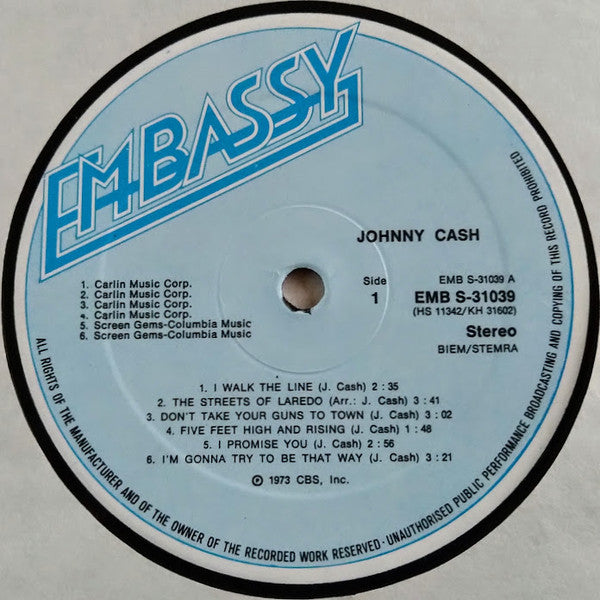 EMBASSY
JOHNNY CASH
1. Carlin Music Corp.
2. Carlin Music Corp.
3. Carlin Music Corp.
4. Carlin Music Corp.
5. Screen Gems-Columbia Music
6. Screen Gems-Columbia Music
Side
1
EMB S-31039 A
EMB S-31039
(HS 11342/KH 31602)
Stereo
BIEM/STEMRA
1. I WALK THE LINE (J. Cash) 2 : 35
2. THE STREETS OF LAREDO (Arr.: J. Cash) 3 : 41
3. DON'T TAKE YOUR GUNS TO TOWN (J. Cash) 3 : 02
4. FIVE FEET HIGH AND RISING (J. Cash) 1 : 48
5. I PROMISE YOU (J. Cash) 2 : 56
6. I'M GONNA TRY TO BE THAT WAY (J. Cash) 3 : 21
℗ 1973 CBS, Inc.
ALL RIGHTS OF THE MANUFACTURER AND OF THE OWNER OF THE RECORDED WORK RESERVED · UNAUTHORISED PUBLIC PERFORMANCE BROADCASTING AND COPYING OF THIS RECORD PROHIBITED